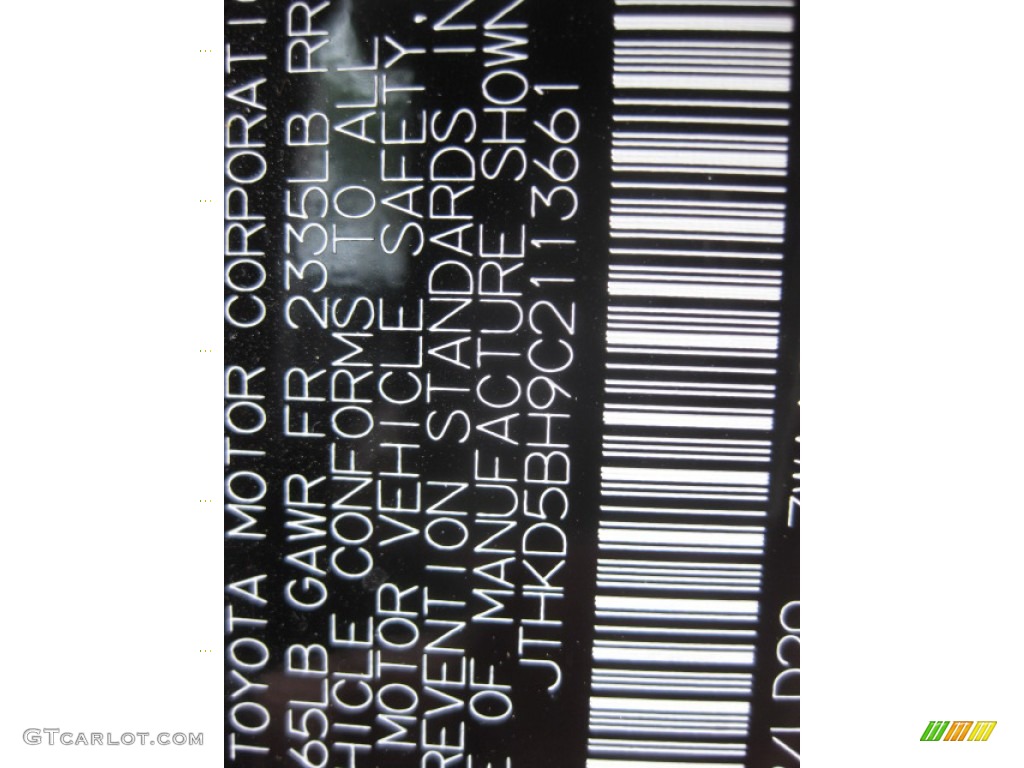 TOYOTA MOTOR CORPORATIO
65LB GAWR FR 2335LB RR
HICLE CONFORMS TO ALL
MOTOR VEHICLE SAFETY,
REVENTION STANDARDS IN
OF MANUFACTURE SHOWN
JTHKD5BH9C2113661
GTcarlot.com